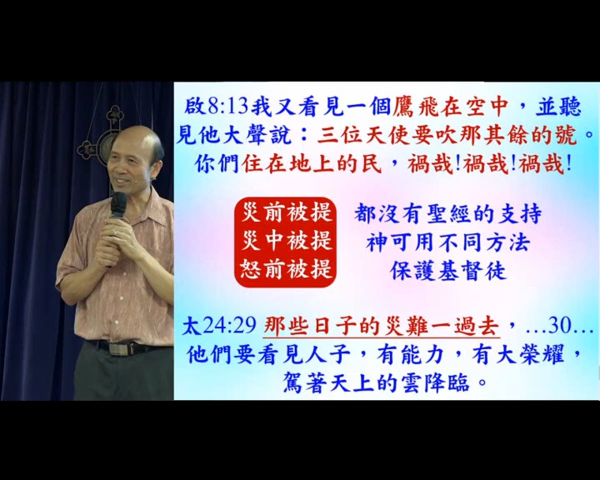 啟8:13我又看見一個鷹飛在空中，並聽
見他大聲說：三位天使要吹那其餘的號。
你們住在地上的民，禍哉!禍哉!禍哉!
災前被提 都沒有聖經的支持
災中被提 神可用不同方法
怒前被提 保護基督徒
太24:29 那些日子的災難一過去，…30…
他們要看見人子，有能力，有大榮耀，
駕著天上的雲降臨。